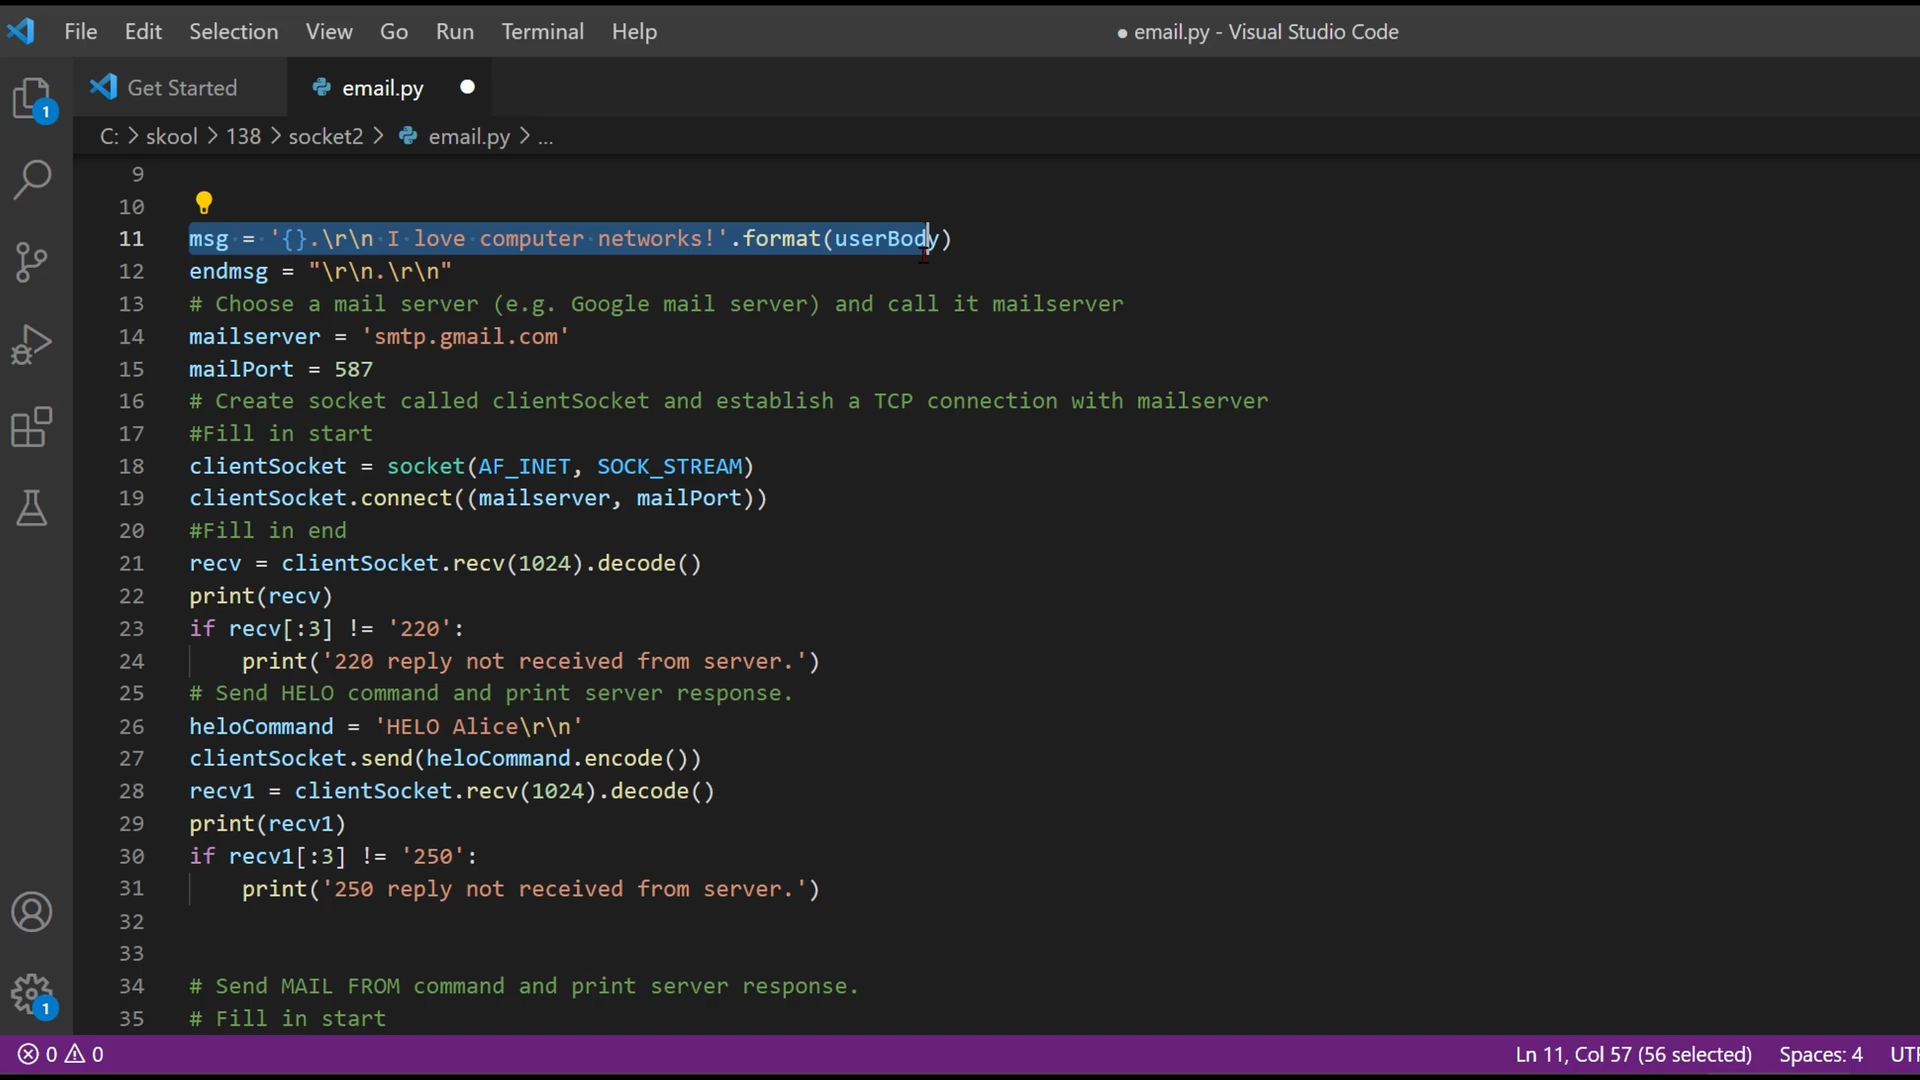 File Edit Selection View Go Run Terminal Help ● email.py - Visual Studio Code
Get Started email.py ●
1
C: > skool > 138 > socket2 > email.py > ...
9
10
11 msg = '{}.\r\n I love computer networks!'.format(userBody)
12 endmsg = "\r\n.\r\n"
13 # Choose a mail server (e.g. Google mail server) and call it mailserver
14 mailserver = 'smtp.gmail.com'
15 mailPort = 587
16 # Create socket called clientSocket and establish a TCP connection with mailserver
17 #Fill in start
18 clientSocket = socket(AF_INET, SOCK_STREAM)
19 clientSocket.connect((mailserver, mailPort))
20 #Fill in end
21 recv = clientSocket.recv(1024).decode()
22 print(recv)
23 if recv[:3] != '220':
24     print('220 reply not received from server.')
25 # Send HELO command and print server response.
26 heloCommand = 'HELO Alice\r\n'
27 clientSocket.send(heloCommand.encode())
28 recv1 = clientSocket.recv(1024).decode()
29 print(recv1)
30 if recv1[:3] != '250':
31     print('250 reply not received from server.')
32
33
34 # Send MAIL FROM command and print server response.
35 # Fill in start
1
0 0 Ln 11, Col 57 (56 selected) Spaces: 4 UTF